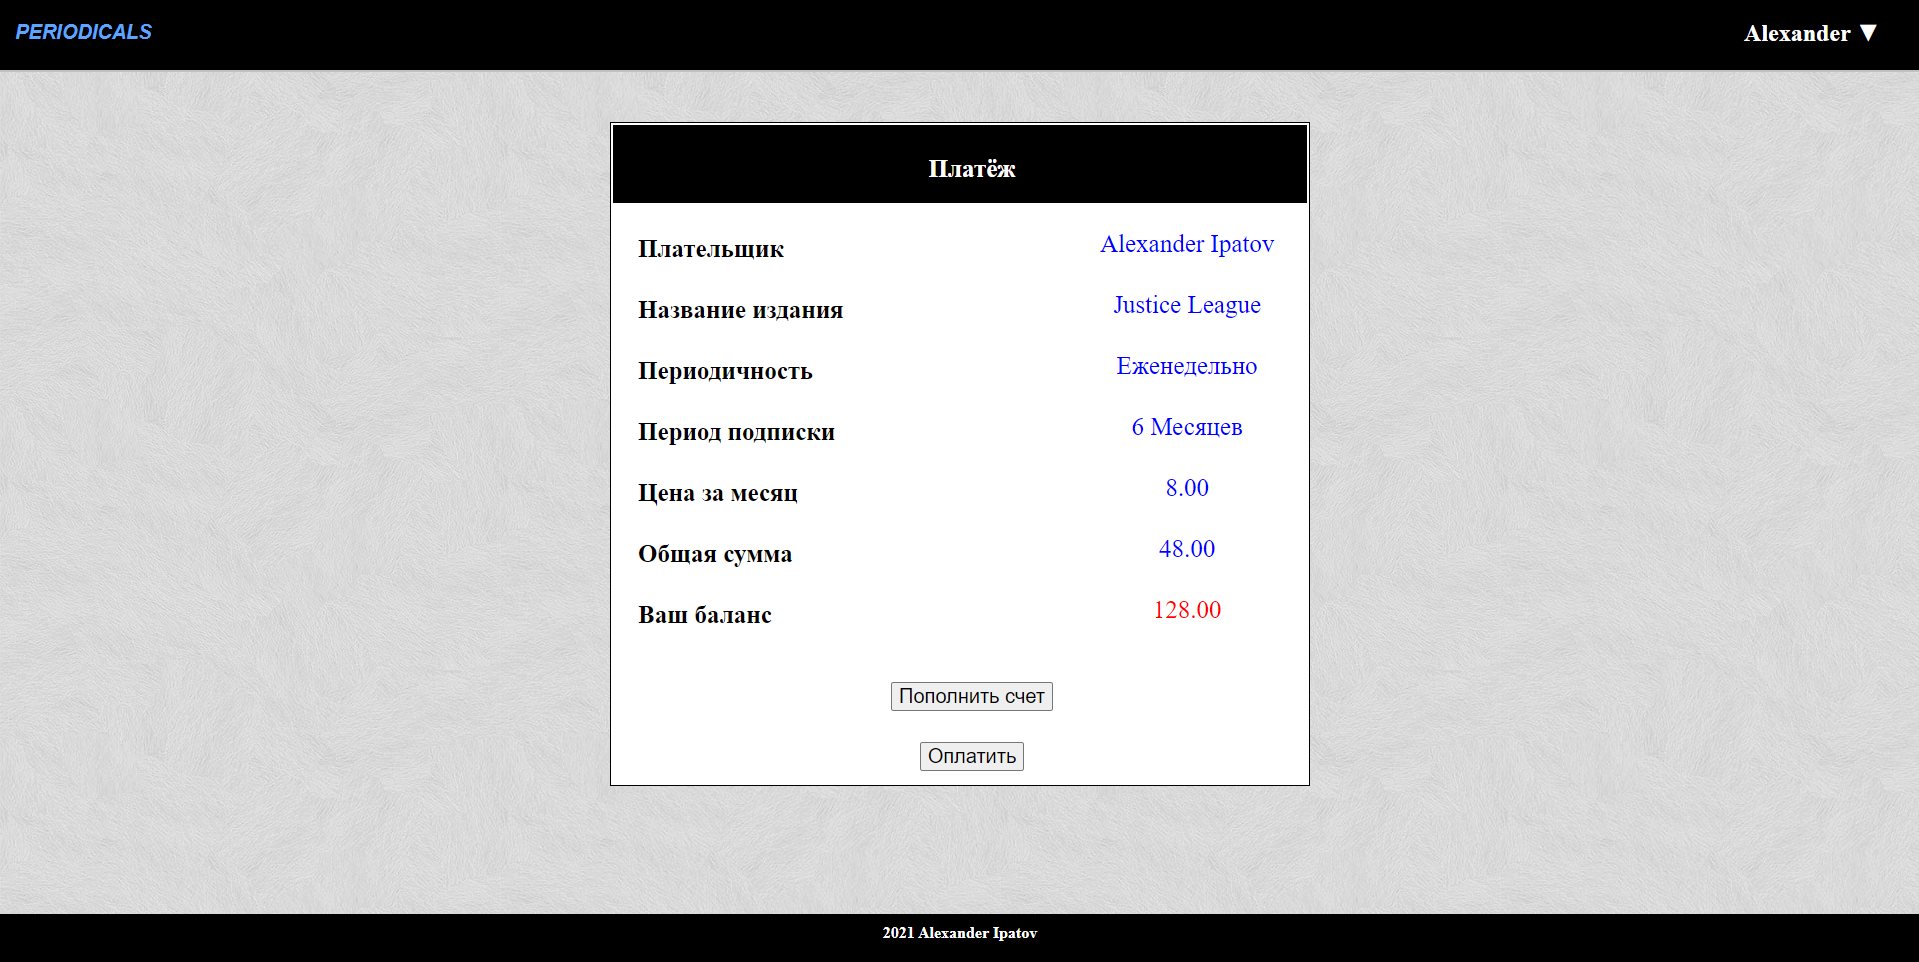 PERIODICALS
Alexander ▼
Платёж
Плательщик Alexander Ipatov
Название издания Justice League
Периодичность Еженедельно
Период подписки 6 Месяцев
Цена за месяц 8.00
Общая сумма 48.00
Ваш баланс 128.00
Пополнить счет
Оплатить
2021 Alexander Ipatov